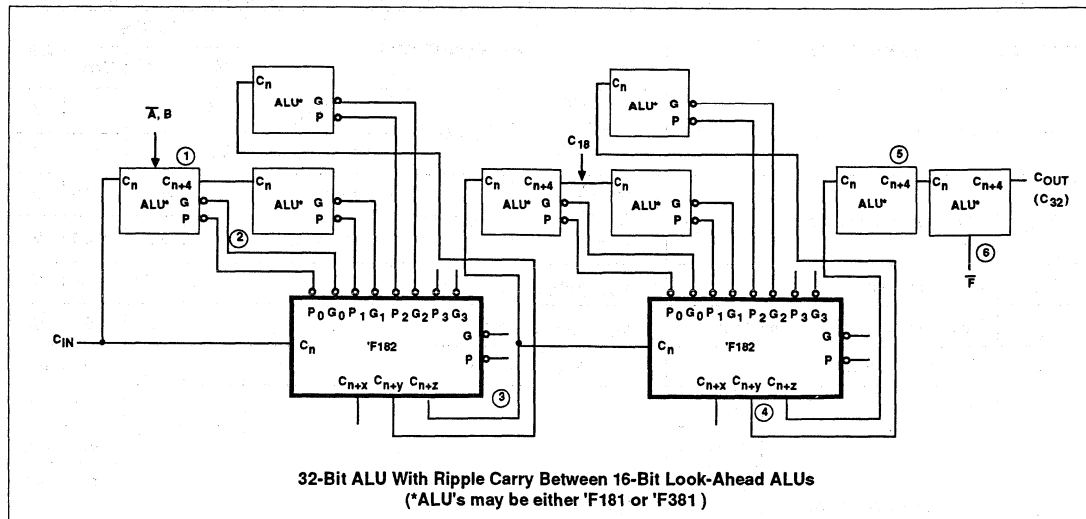 Cn
ALU*
G
P
Cn
ALU*
G
P
A̅, B
C18
①
⑤
Cn
Cn+4
ALU*
G
P
Cn
ALU*
G
P
Cn
Cn+4
ALU*
G
P
Cn
ALU*
G
P
Cn
Cn+4
ALU*
Cn
Cn+4
ALU*
COUT
(C32)
②
⑥
F̅
P0 G0 P1 G1 P2 G2 P3 G3
G
P
CIN
Cn
'F182
Cn+x Cn+y Cn+z
③
P0 G0 P1 G1 P2 G2 P3 G3
G
P
Cn
'F182
Cn+x Cn+y Cn+z
④
32-Bit ALU With Ripple Carry Between 16-Bit Look-Ahead ALUs
(*ALU's may be either 'F181 or 'F381 )